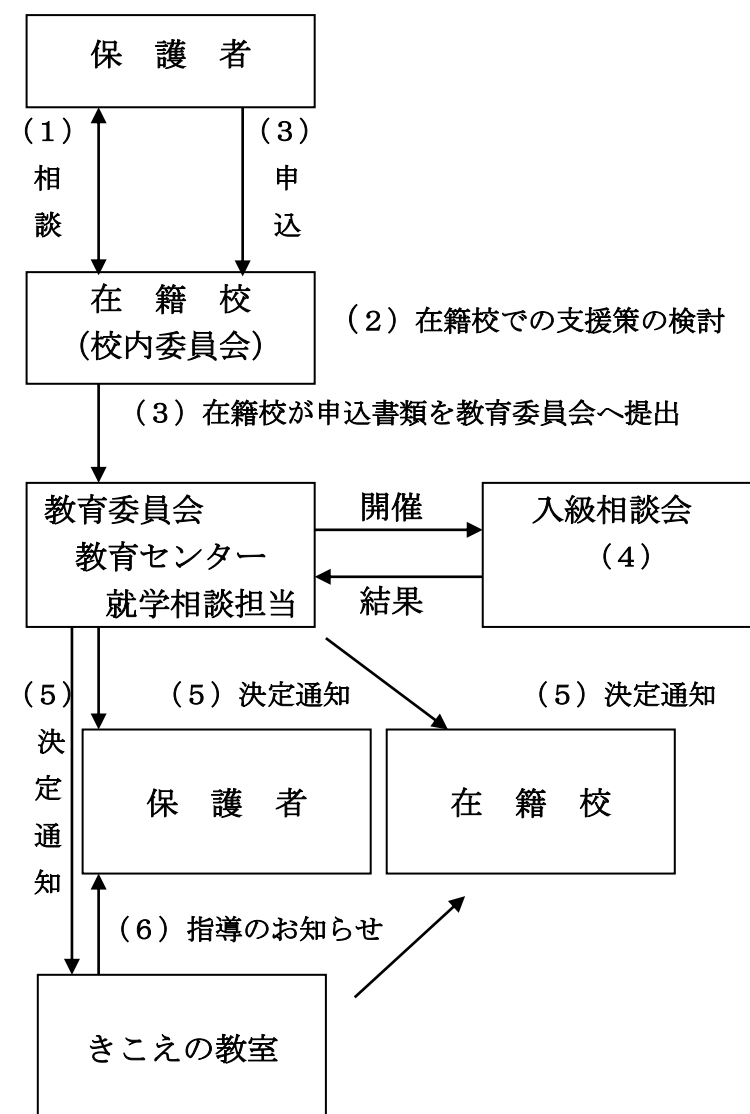 保　護　者
（１）
相
談
（３）
申
込
在　籍　校
（校内委員会）
（２）在籍校での支援策の検討
（３）在籍校が申込書類を教育委員会へ提出
教育委員会
教育センター
就学相談担当
開催
結果
入級相談会
（４）
（５）
決
定
通
知
（５）決定通知
（５）決定通知
保　護　者
在　籍　校
（６）指導のお知らせ
きこえの教室